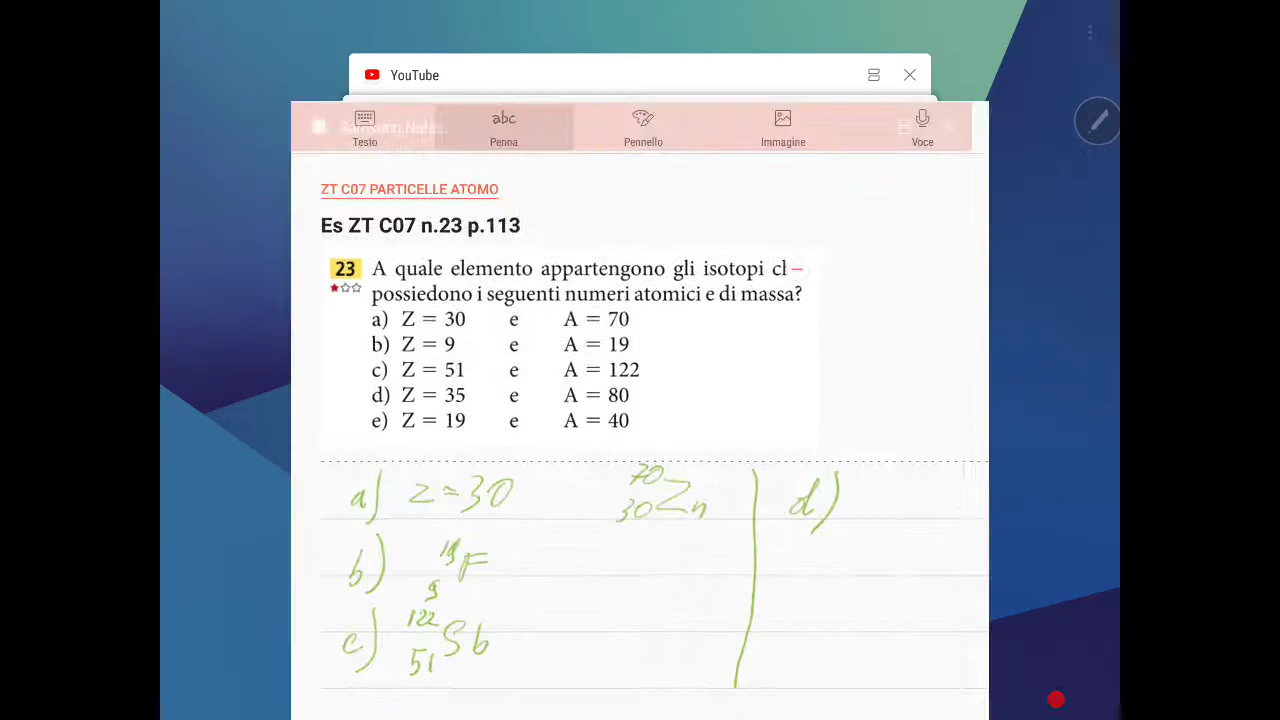 YouTube
Testo
abc
Penna
Pennello
Immagine
Voce
ZT C07 PARTICELLE ATOMO
Es ZT C07 n.23 p.113
23 A quale elemento appartengono gli isotopi cl
possiedono i seguenti numeri atomici e di massa?
a) Z = 30 e A = 70
b) Z = 9 e A = 19
c) Z = 51 e A = 122
d) Z = 35 e A = 80
e) Z = 19 e A = 40
a) Z = 30 70 30 Zn
b) 19 9 F
c) 122 51 Sb
d)